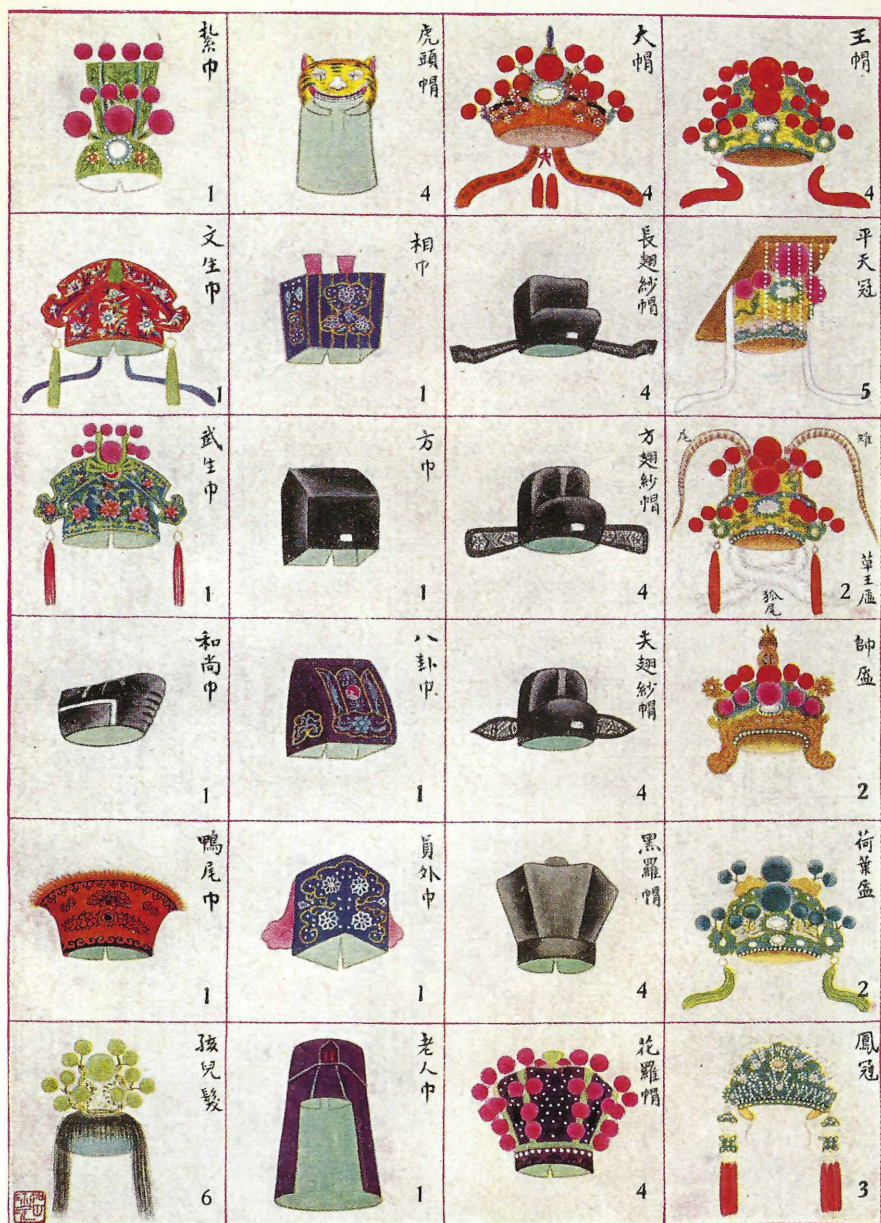 王帽
4
大帽
4
虎頭帽
4
紮巾
1
平天冠
5
長翅紗帽
4
相巾
1
文生巾
1
雉
尾
草王盔
狐尾
2
方翅紗帽
4
方巾
1
武生巾
1
帥盔
2
尖翅紗帽
4
八卦巾
1
和尚巾
1
荷葉盔
2
黑羅帽
4
員外巾
1
鴨尾巾
1
鳳冠
3
花羅帽
4
老人巾
1
孩兒髮
6